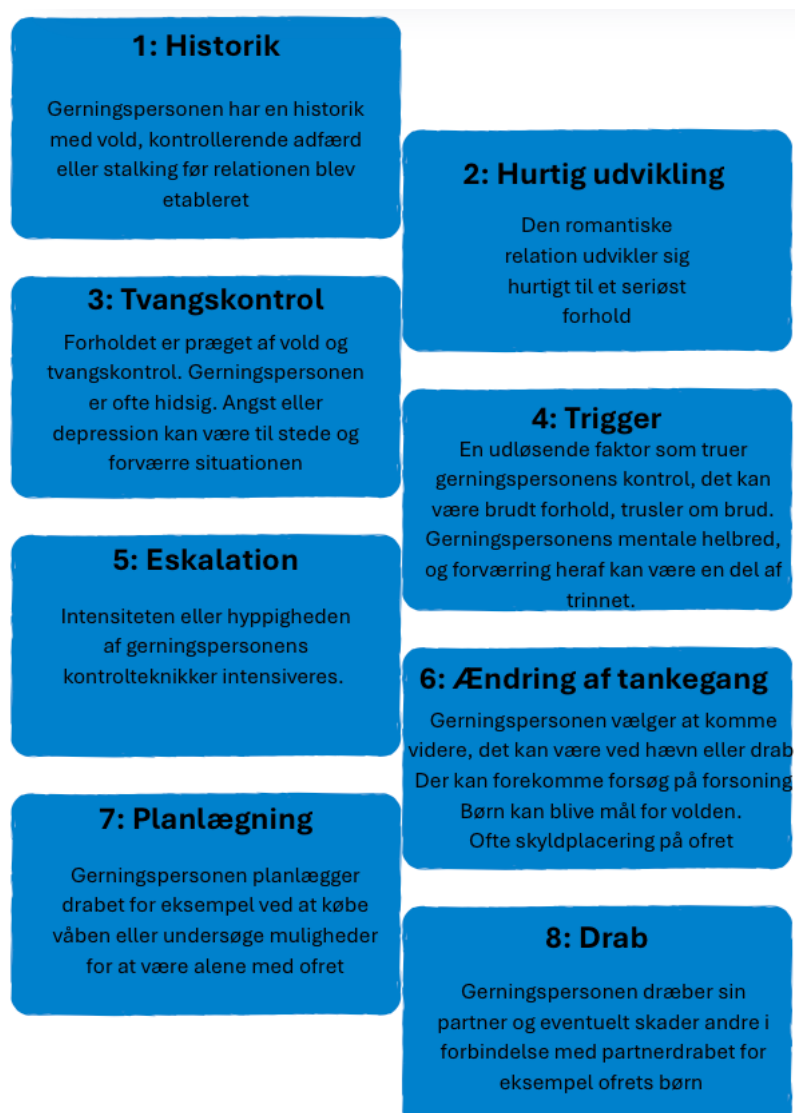 1: Historik
Gerningspersonen har en historik
med vold, kontrollerende adfærd
eller stalking før relationen blev
etableret
2: Hurtig udvikling
Den romantiske
relation udvikler sig
hurtigt til et seriøst
forhold
3: Tvangskontrol
Forholdet er præget af vold og
tvangskontrol. Gerningspersonen
er ofte hidsig. Angst eller
depression kan være til stede og
forværre situationen
4: Trigger
En udløsende faktor som truer
gerningspersonens kontrol, det kan
være brudt forhold, trusler om brud.
Gerningspersonens mentale helbred,
og forværring heraf kan være en del af
trinnet.
5: Eskalation
Intensiteten eller hyppigheden
af gerningspersonens
kontrolteknikker intensiveres.
6: Ændring af tankegang
Gerningspersonen vælger at komme
videre, det kan være ved hævn eller drab
Der kan forekomme forsøg på forsoning
Børn kan blive mål for volden.
Ofte skyldplacering på ofret
7: Planlægning
Gerningspersonen planlægger
drabet for eksempel ved at købe
våben eller undersøge muligheder
for at være alene med ofret
8: Drab
Gerningspersonen dræber sin
partner og eventuelt skader andre i
forbindelse med partnerdrabet for
eksempel ofrets børn